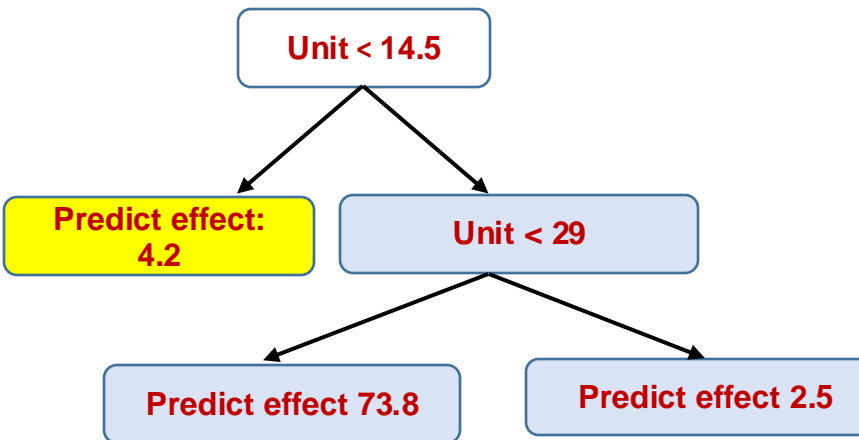 Unit < 14.5
Predict effect:
4.2
Unit < 29
Predict effect 73.8
Predict effect 2.5